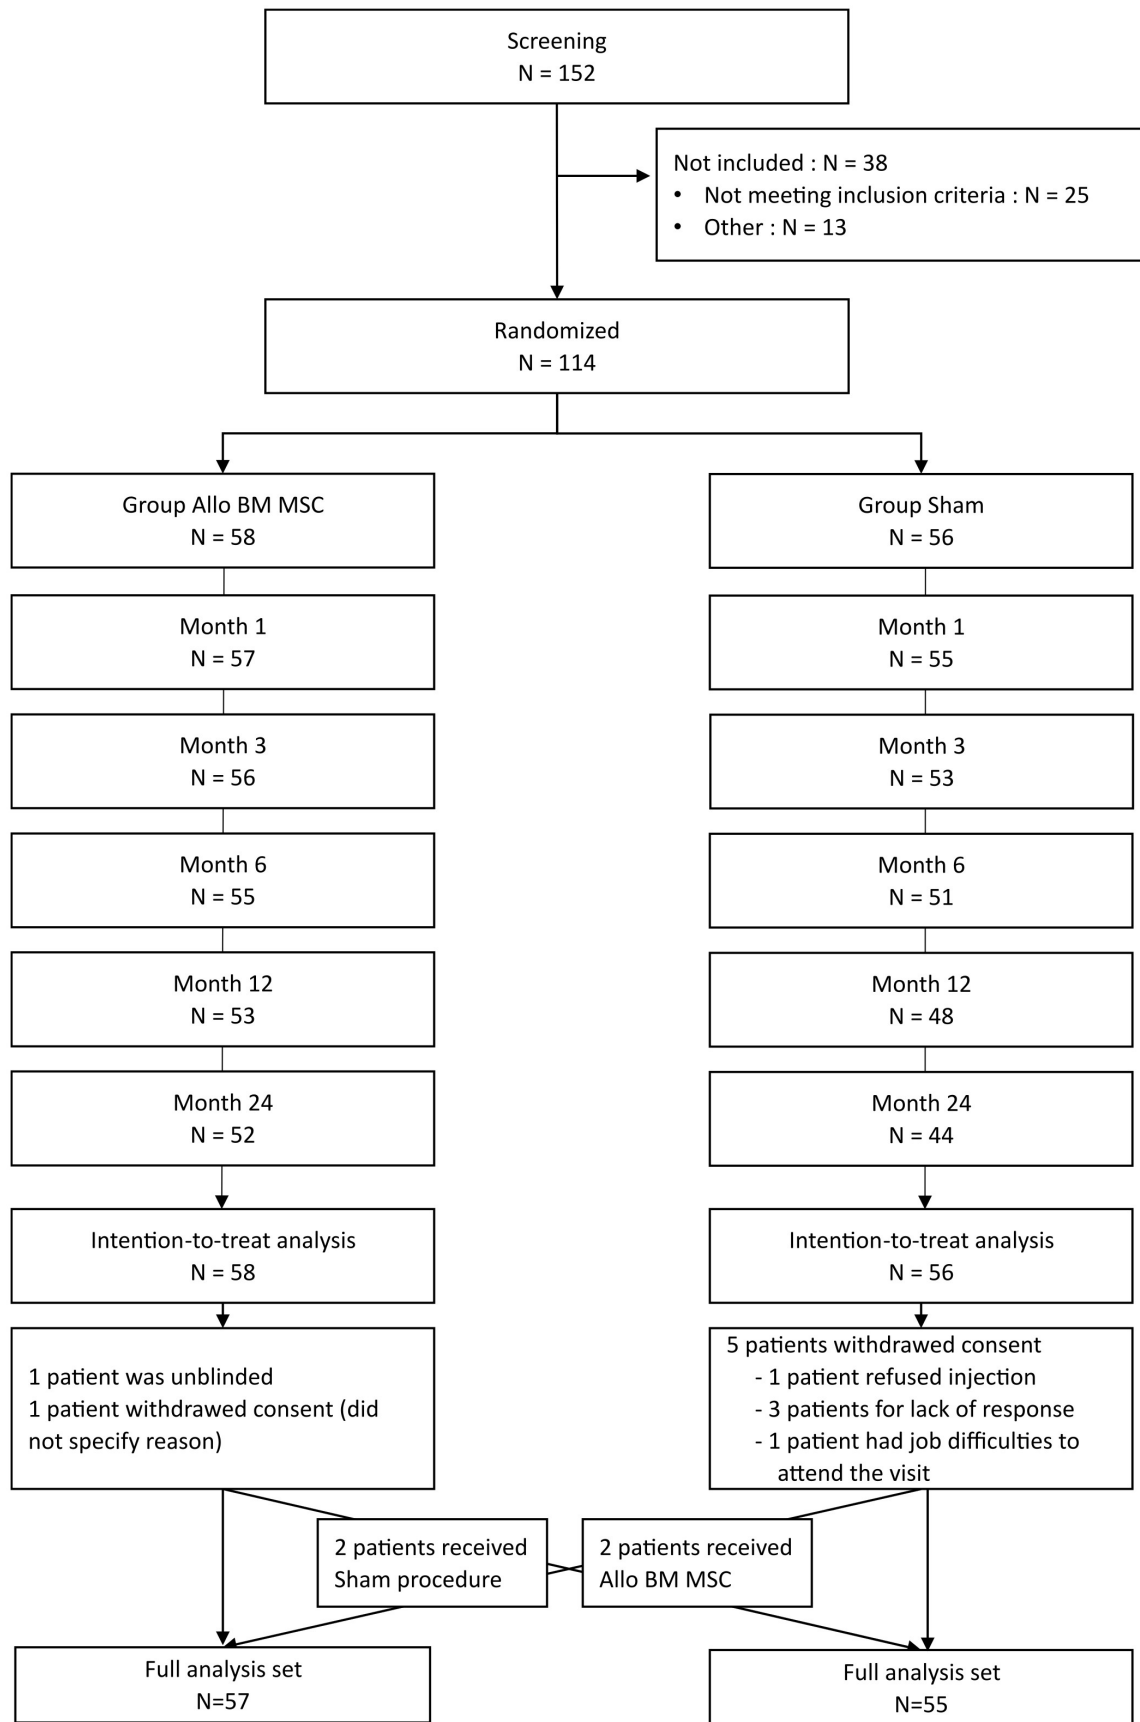 Screening
N = 152
Not included : N = 38
• Not meeting inclusion criteria : N = 25
• Other : N = 13
Randomized
N = 114
Group Allo BM MSC
N = 58
Month 1
N = 57
Month 3
N = 56
Month 6
N = 55
Month 12
N = 53
Month 24
N = 52
Intention-to-treat analysis
N = 58
1 patient was unblinded
1 patient withdrawed consent (did
not specify reason)
Group Sham
N = 56
Month 1
N = 55
Month 3
N = 53
Month 6
N = 51
Month 12
N = 48
Month 24
N = 44
Intention-to-treat analysis
N = 56
5 patients withdrawed consent
- 1 patient refused injection
- 3 patients for lack of response
- 1 patient had job difficulties to
attend the visit
2 patients received
Sham procedure
2 patients received
Allo BM MSC
Full analysis set
N=57
Full analysis set
N=55